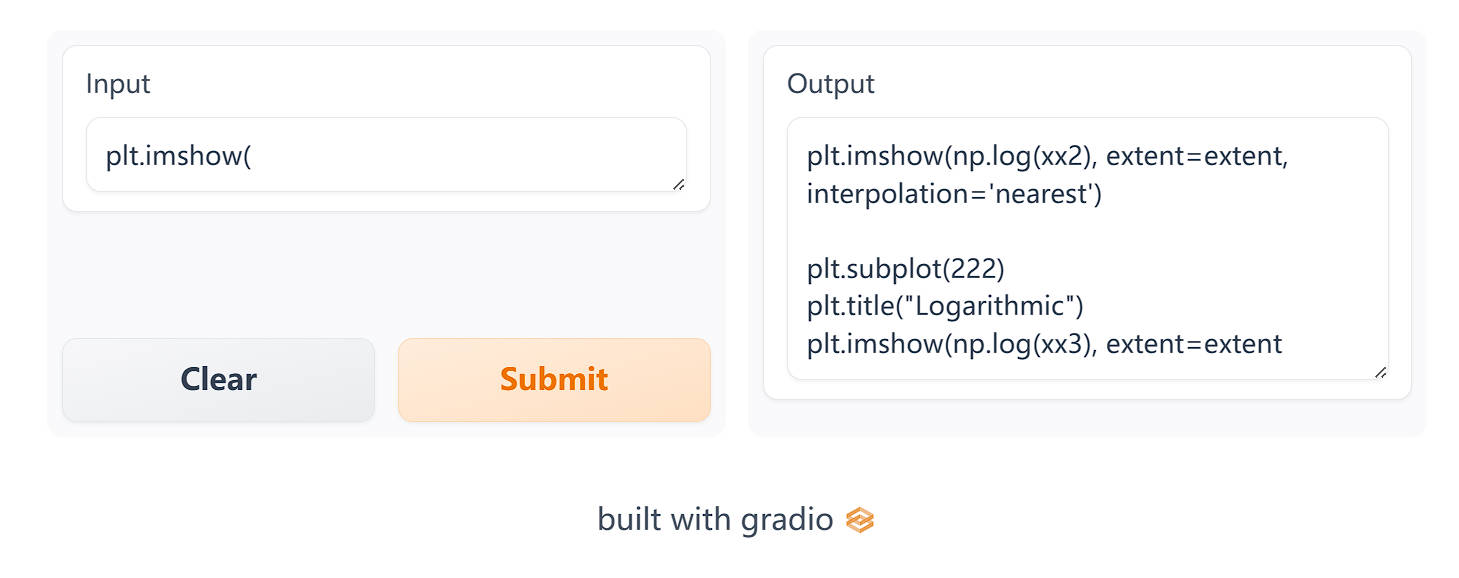 Input
plt.imshow(
Clear
Submit
Output
plt.imshow(np.log(xx2), extent=extent,
interpolation='nearest')
plt.subplot(222)
plt.title("Logarithmic")
plt.imshow(np.log(xx3), extent=extent
built with gradio